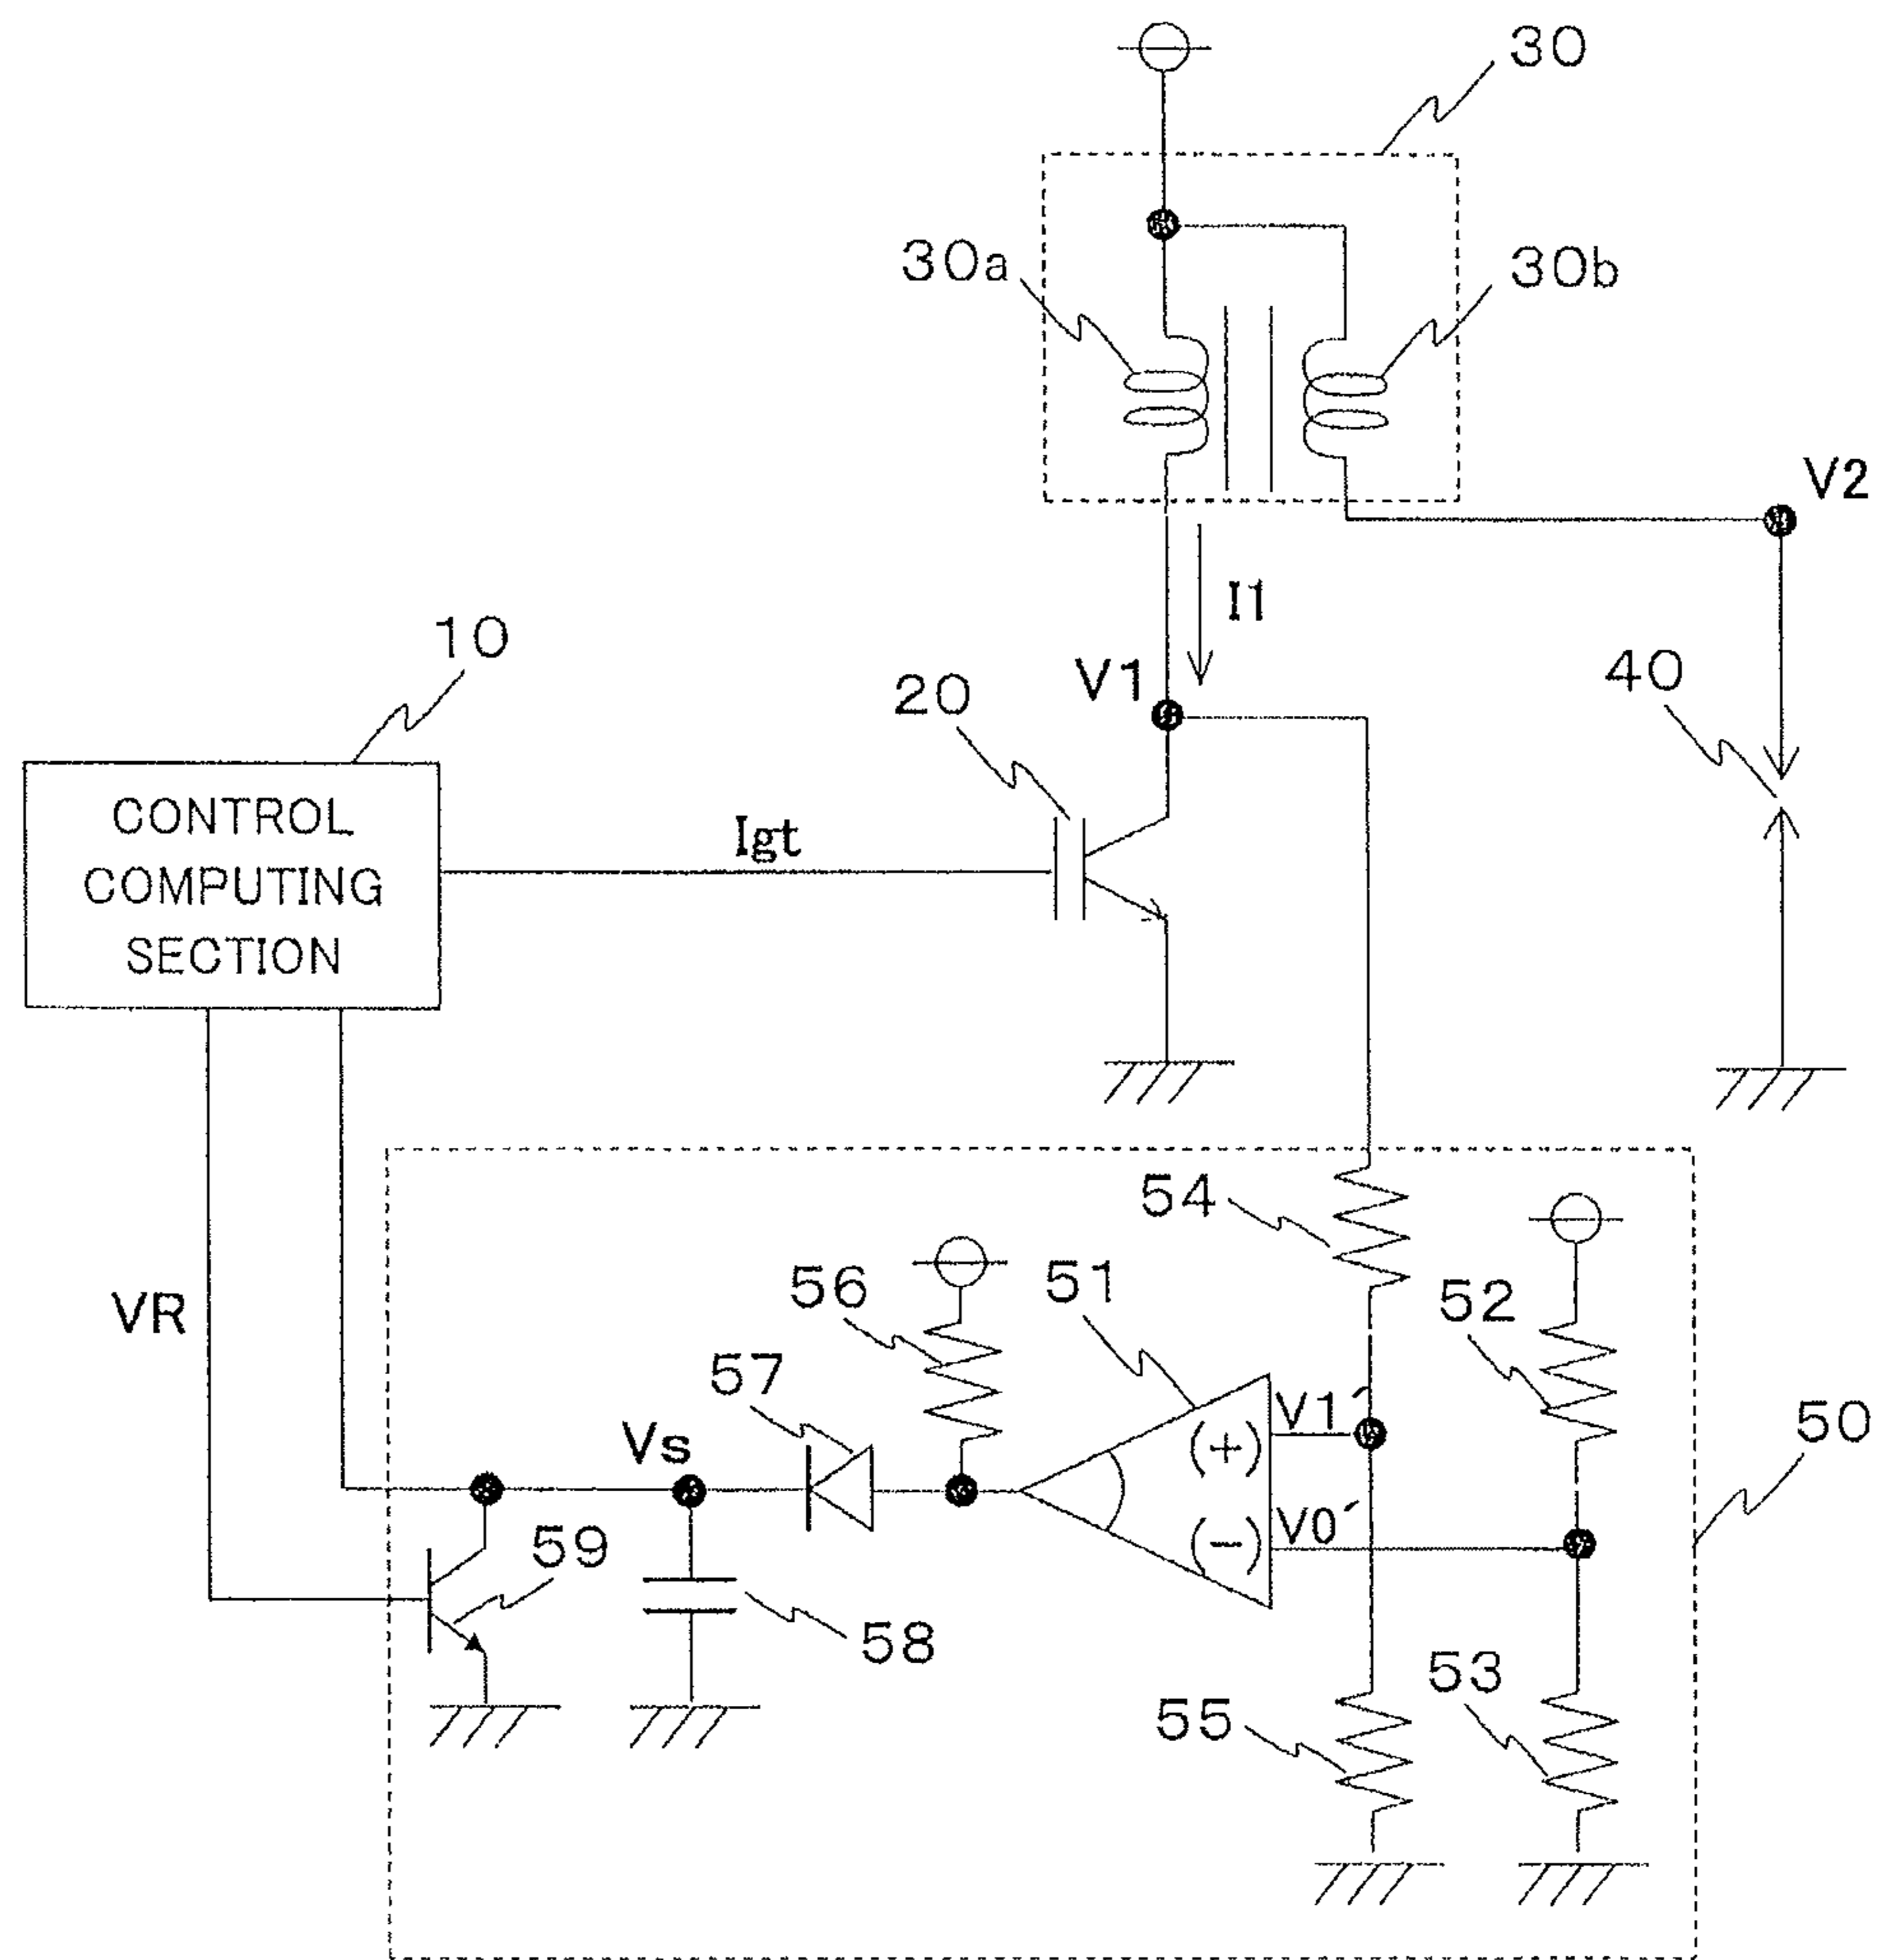 30
30a
30b
V2
I1
10
V1
20
40
CONTROL
COMPUTING
SECTION
Igt
54
56
51
52
VR
57
V1´
50
Vs
(+)
V0´
59
(−)
58
53
55